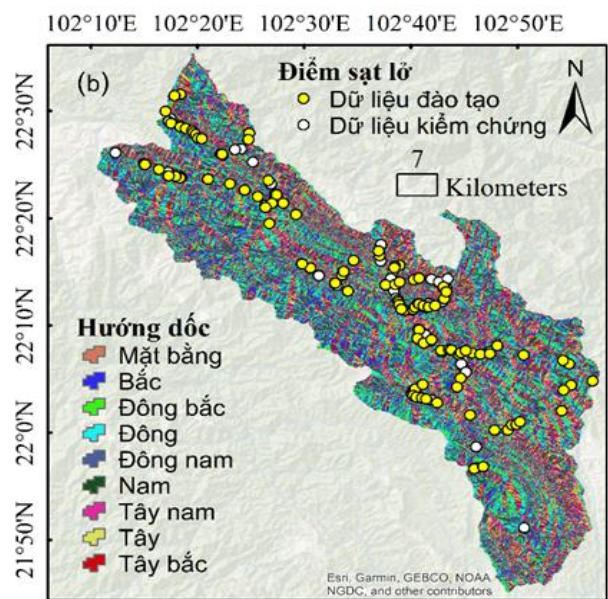 102°10'E 102°20'E 102°30'E 102°40'E 102°50'E
(b)
Điểm sạt lở
Dữ liệu đào tạo
Dữ liệu kiểm chứng
N
7
Kilometers
22°30'N
22°20'N
22°10'N
22°0'N
21°50'N
Hướng dốc
Mặt bằng
Bắc
Đông bắc
Đông
Đông nam
Nam
Tây nam
Tây
Tây bắc
Esri, Garmin, GEBCO, NOAA
NGDC, and other contributors